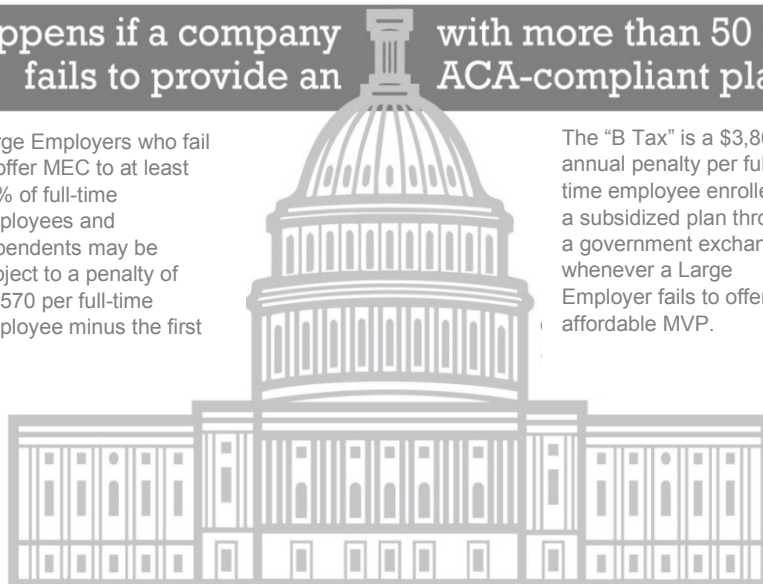 ppens if a company with more than 50
fails to provide an ACA-compliant pla
rge Employers who fail
offer MEC to at least
% of full-time
ployees and
pendents may be
bject to a penalty of
570 per full-time
ployee minus the first
The “B Tax” is a $3,86
annual penalty per ful
time employee enrolle
a subsidized plan thro
a government exchan
whenever a Large
Employer fails to offer
affordable MVP.